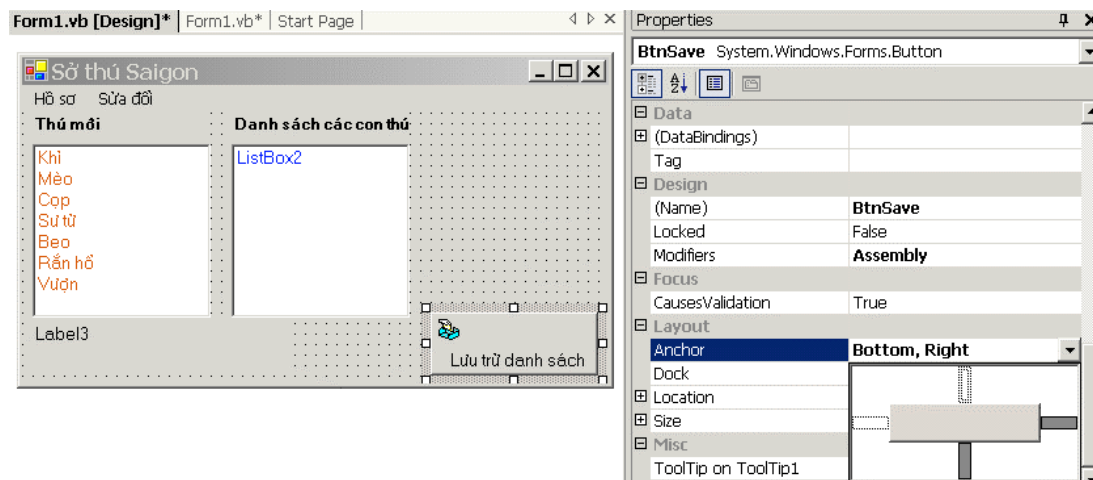 Form1.vb [Design]* Form1.vb* Start Page
Sở thú Saigon
Hồ sơ Sửa đổi
Thú mới Danh sách các con thú
Khỉ
Mèo
Cọp
Sư tử
Beo
Rắn hổ
Vượn
ListBox2
Label3
Lưu trữ danh sách
Properties
BtnSave System.Windows.Forms.Button
Data
(DataBindings)
Tag
Design
(Name) BtnSave
Locked False
Modifiers Assembly
Focus
CausesValidation True
Layout
Anchor Bottom, Right
Dock
Location
Size
Misc
ToolTip on ToolTip1